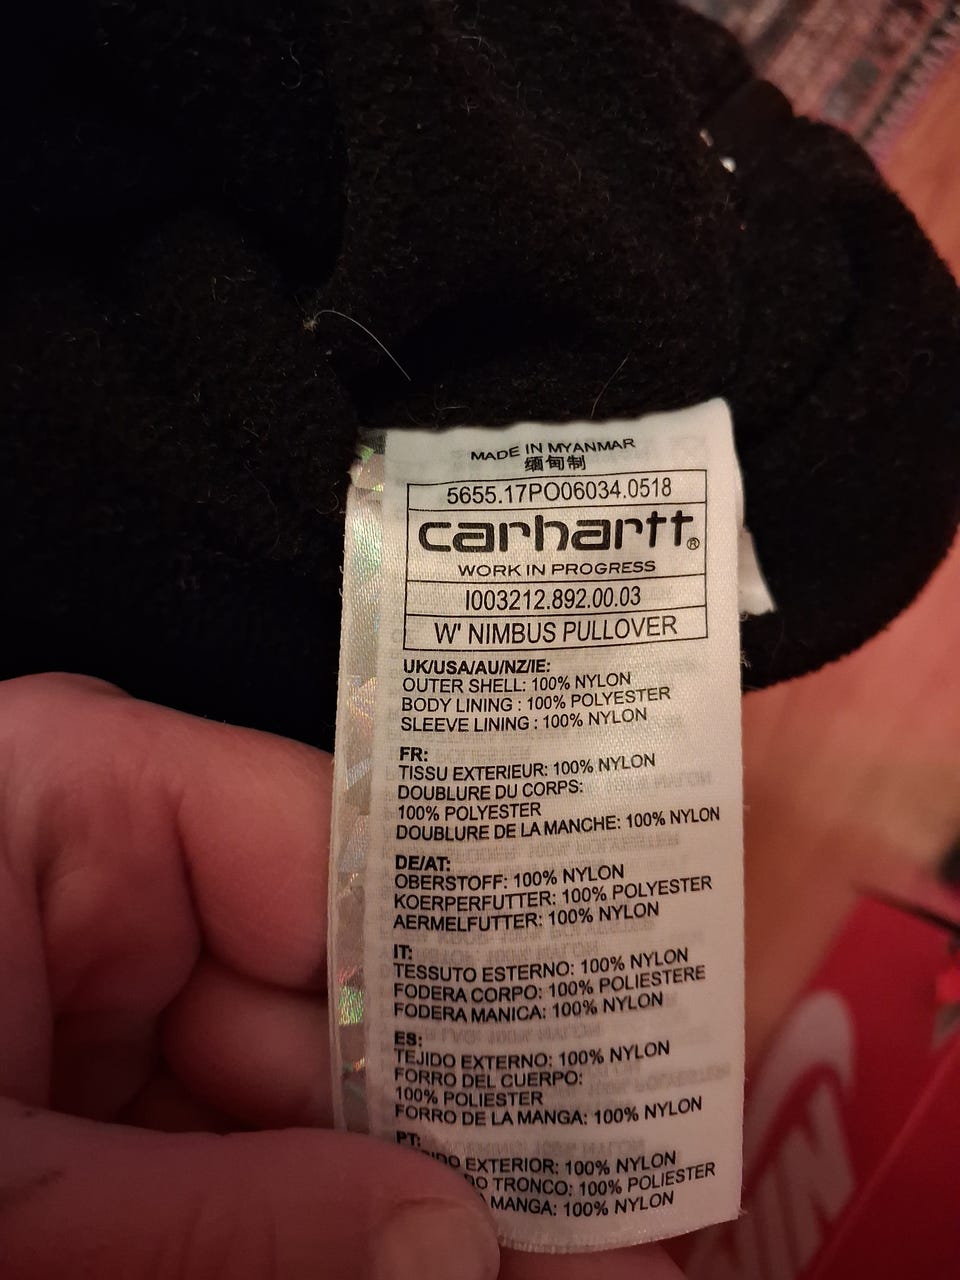 MADE IN MYANMAR
缅甸制
5655.17PO06034.0518
carhartt®
WORK IN PROGRESS
I003212.892.00.03
W' NIMBUS PULLOVER
UK/USA/AU/NZ/IE:
OUTER SHELL: 100% NYLON
BODY LINING : 100% POLYESTER
SLEEVE LINING : 100% NYLON
FR:
TISSU EXTERIEUR: 100% NYLON
DOUBLURE DU CORPS:
100% POLYESTER
DOUBLURE DE LA MANCHE: 100% NYLON
DE/AT:
OBERSTOFF: 100% NYLON
KOERPERFUTTER: 100% POLYESTER
AERMELFUTTER: 100% NYLON
IT:
TESSUTO ESTERNO: 100% NYLON
FODERA CORPO: 100% POLIESTERE
FODERA MANICA: 100% NYLON
ES:
TEJIDO EXTERNO: 100% NYLON
FORRO DEL CUERPO:
100% POLIESTER
FORRO DE LA MANGA: 100% NYLON
PT:
EXTERIOR: 100% NYLON
TRONCO: 100% POLIESTER
MANGA: 100% NYLON